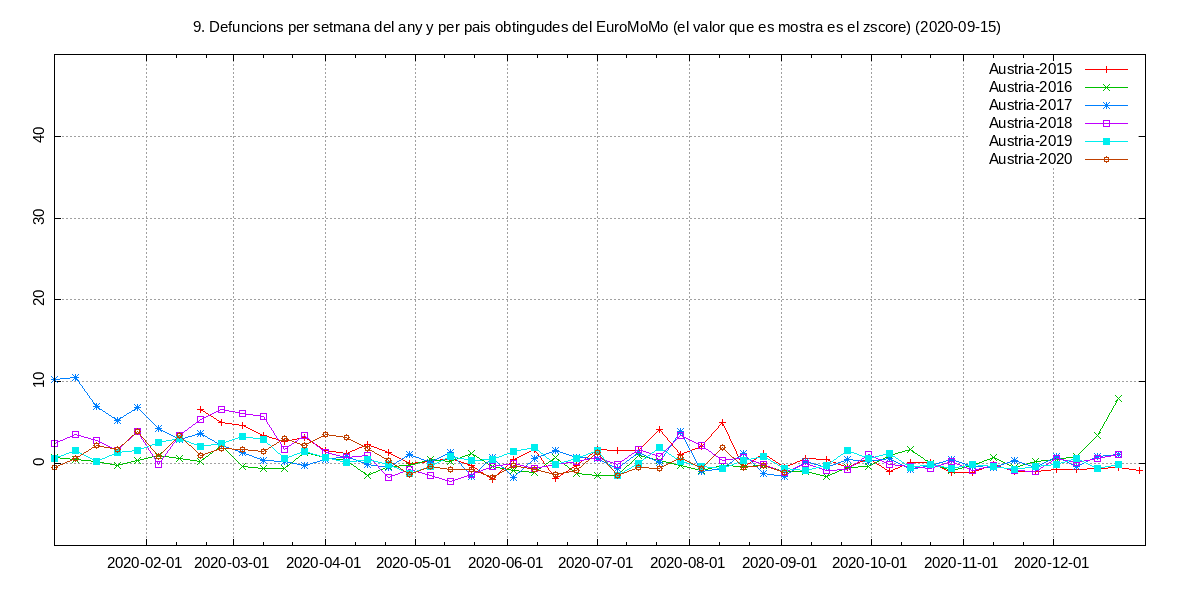 9. Defuncions per setmana del any y per pais obtingudes del EuroMoMo (el valor que es mostra es el zscore) (2020-09-15)
Austria-2015
Austria-2016
Austria-2017
Austria-2018
Austria-2019
Austria-2020
40
30
20
10
0
2020-02-01 2020-03-01 2020-04-01 2020-05-01 2020-06-01 2020-07-01 2020-08-01 2020-09-01 2020-10-01 2020-11-01 2020-12-01